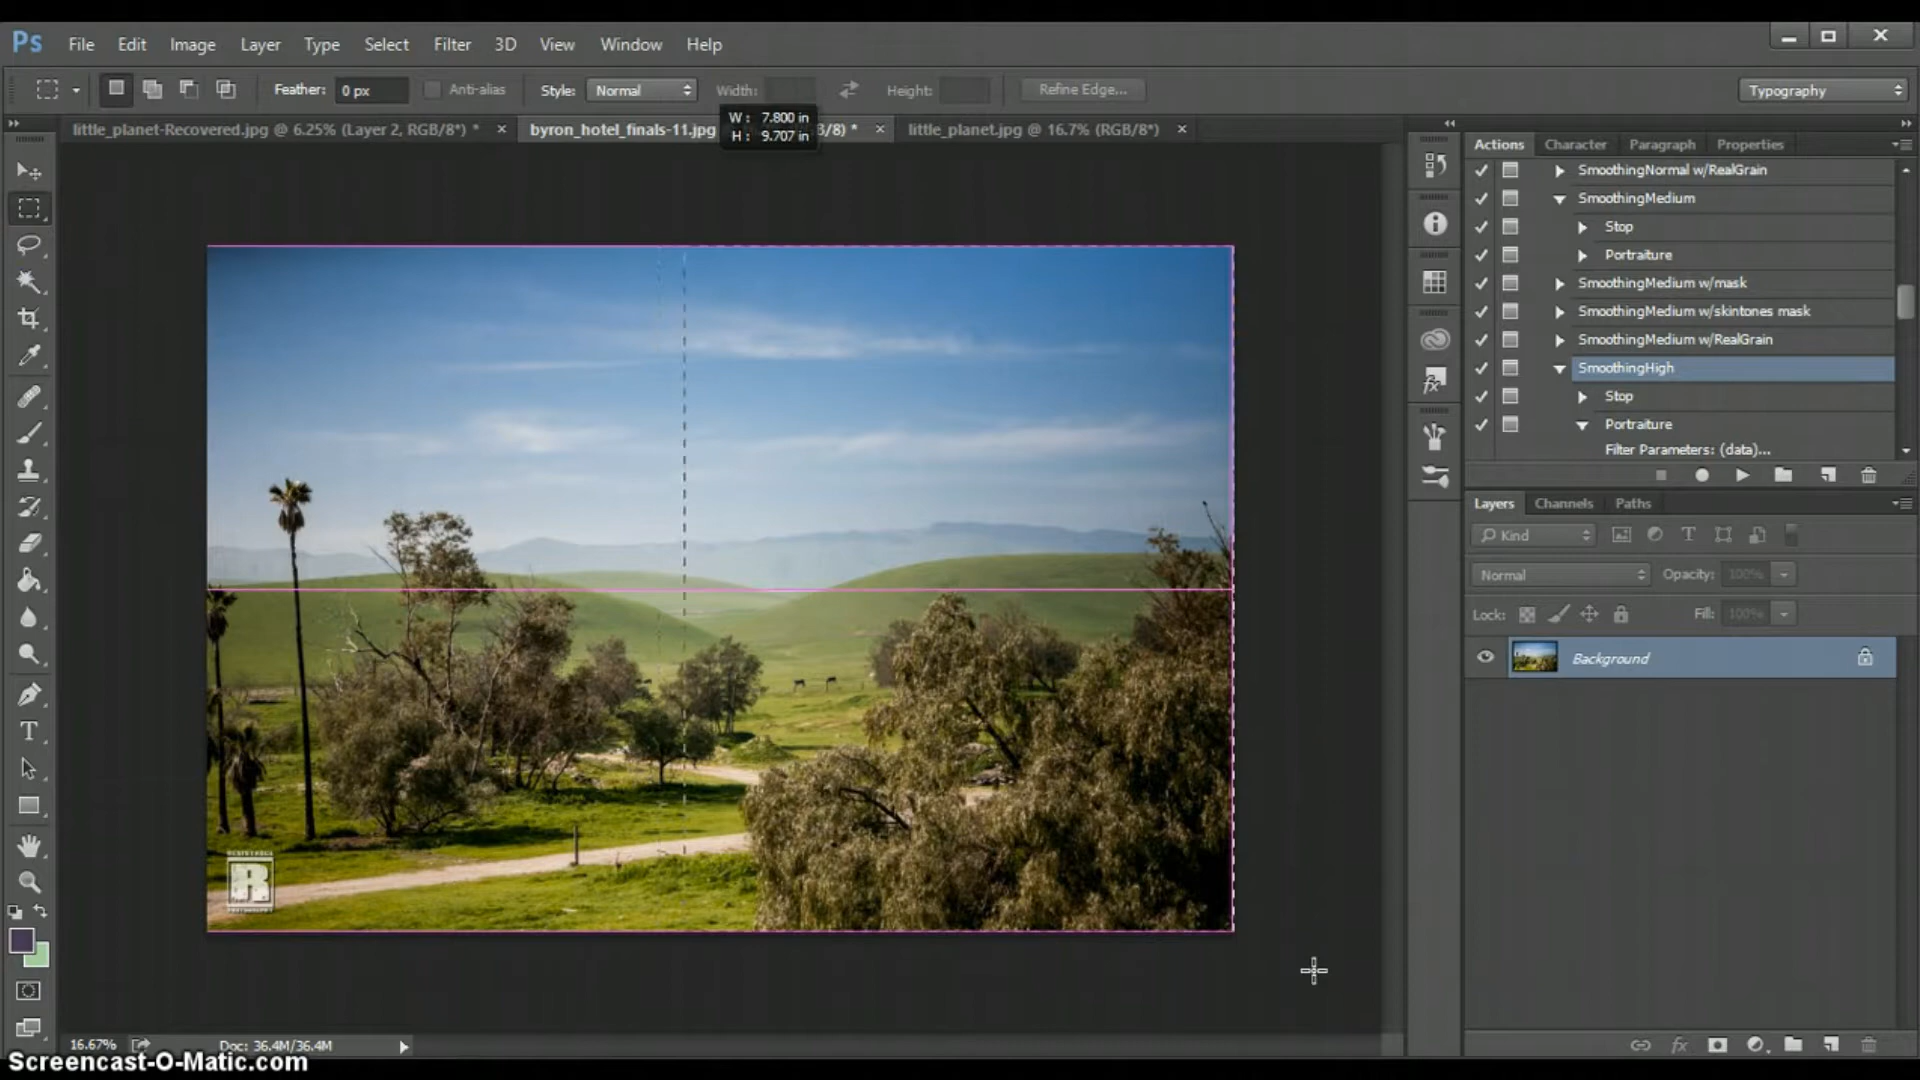 Ps File Edit Image Layer Type Select Filter 3D View Window Help
Feather: 0 px Anti-alias Style: Normal Width: Height: Refine Edge... Typography
little_planet-Recovered.jpg @ 6.25% (Layer 2, RGB/8*) * × byron_hotel_finals-11.jpg B/8) * × little_planet.jpg @ 16.7% (RGB/8*) ×
W: 7.800 in
H: 9.707 in
Actions Character Paragraph Properties
SmoothingNormal w/RealGrain
SmoothingMedium
Stop
Portraiture
SmoothingMedium w/mask
SmoothingMedium w/skintones mask
SmoothingMedium w/RealGrain
SmoothingHigh
Stop
Portraiture
Filter Parameters: (data)...
Layers Channels Paths
Kind
Normal Opacity: 100%
Lock: Fill: 100%
Background
R
16.67% Doc: 36.4M/36.4M
Screencast-O-Matic.com